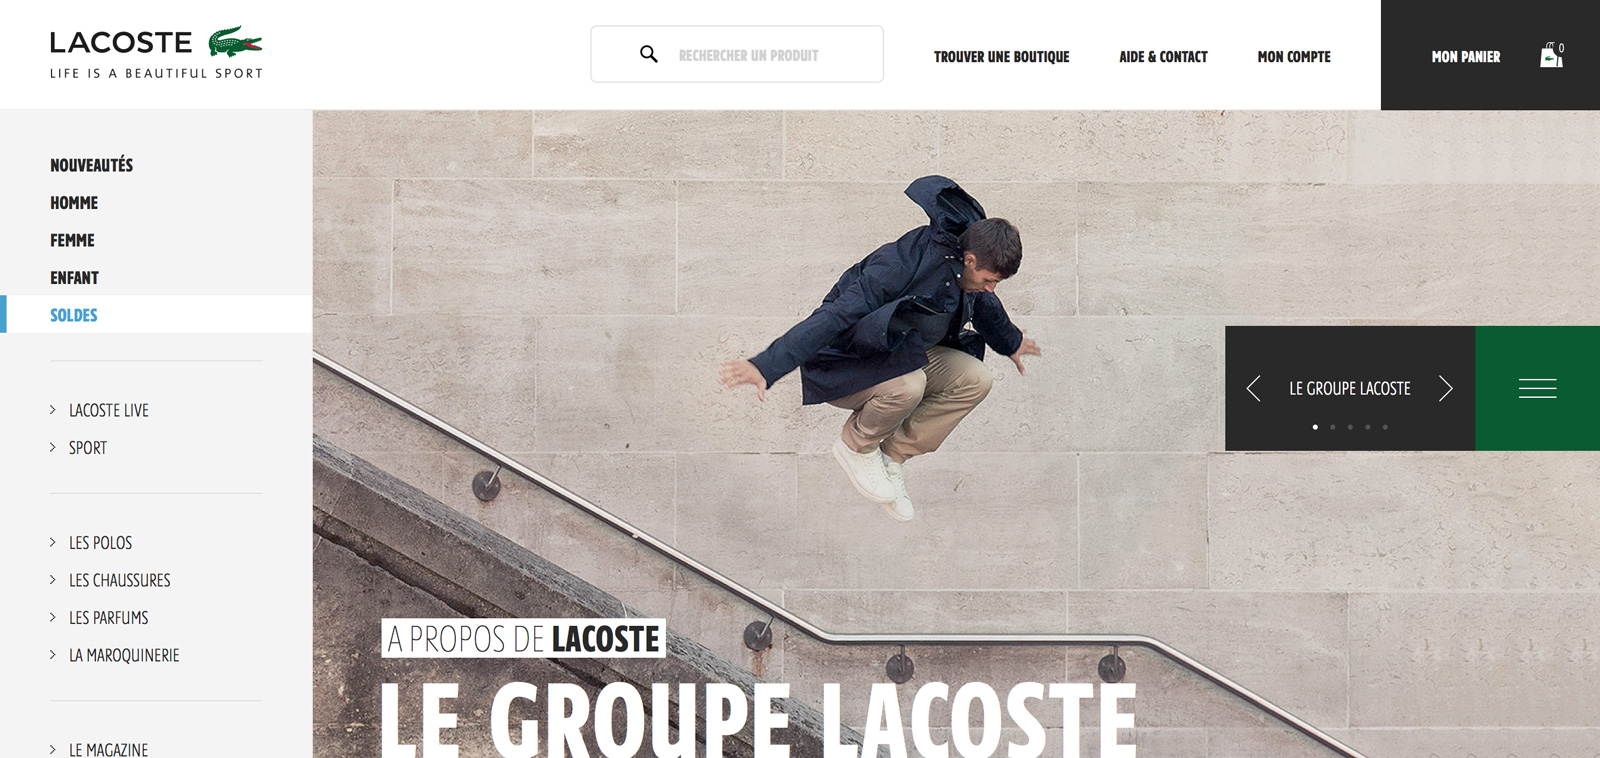 LACOSTE
LIFE IS A BEAUTIFUL SPORT
RECHERCHER UN PRODUIT
TROUVER UNE BOUTIQUE
AIDE & CONTACT
MON COMPTE
MON PANIER
0
NOUVEAUTÉS
HOMME
FEMME
ENFANT
SOLDES
LACOSTE LIVE
SPORT
LES POLOS
LES CHAUSSURES
LES PARFUMS
LA MAROQUINERIE
LE MAGAZINE
LE GROUPE LACOSTE
A PROPOS DE LACOSTE
LE GROUPE LACOSTE